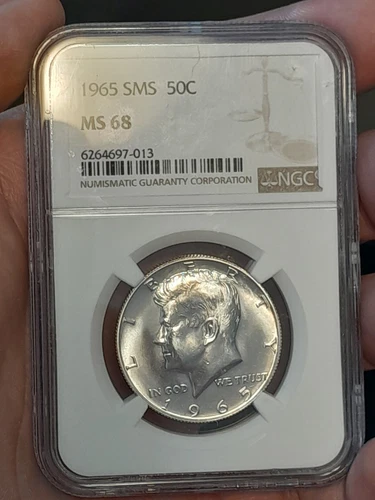 1965 SMS 50C
MS 68
6264697-013
NUMISMATIC GUARANTY CORPORATION
NGC
LIBERTY
IN GOD WE TRUST
1965